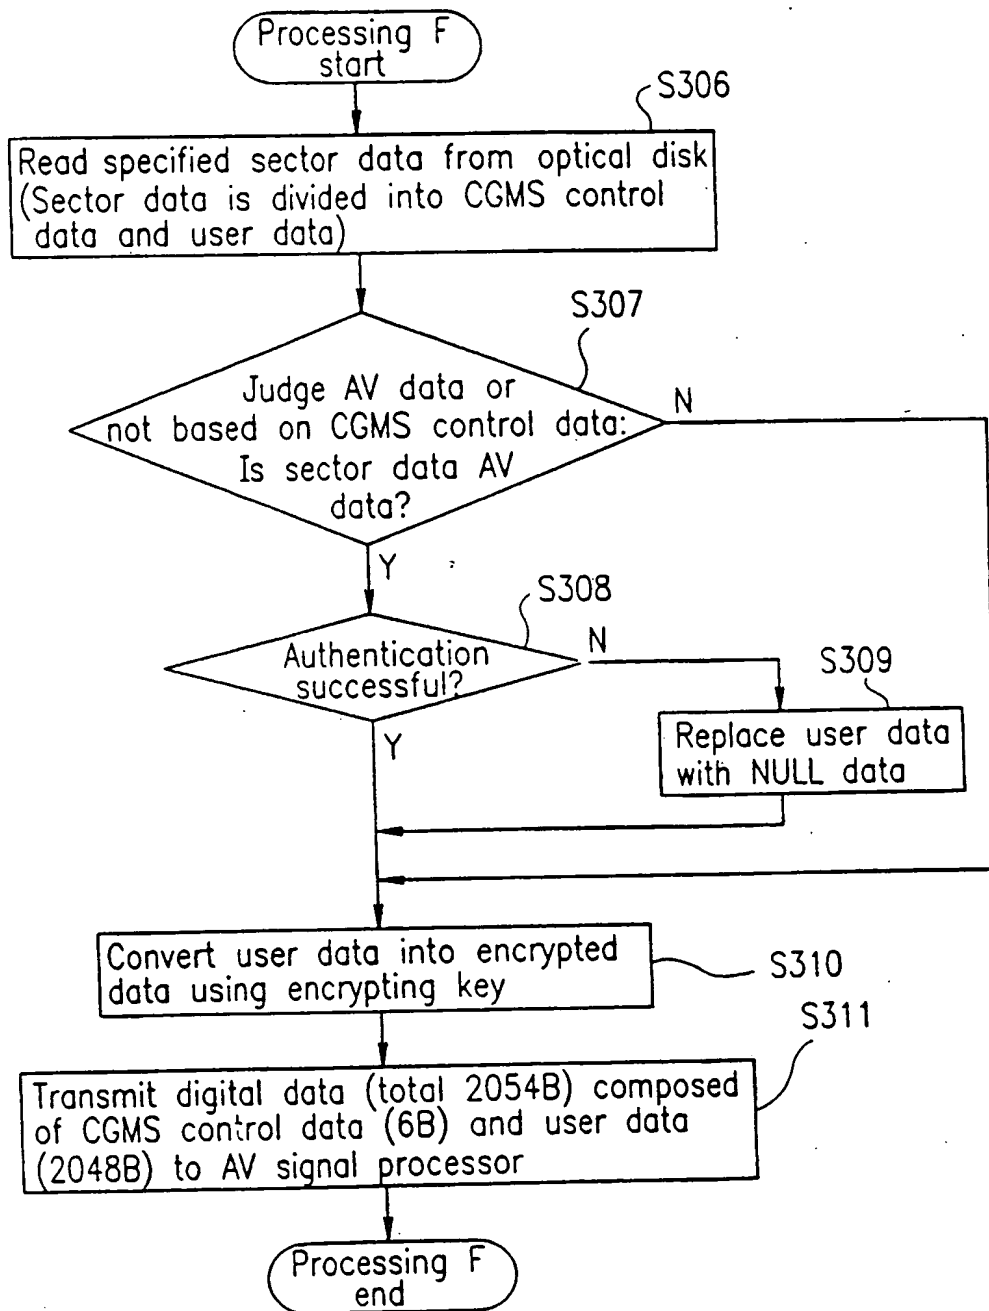 Processing F
start
S306
Read specified sector data from optical disk
(Sector data is divided into CGMS control
data and user data)
S307
Judge AV data or
not based on CGMS control data:
Is sector data AV
data?
N
Y
S308
Authentication
successful?
N
Y
S309
Replace user data
with NULL data
Convert user data into encrypted
data using encrypting key
S310
S311
Transmit digital data (total 2054B) composed
of CGMS control data (6B) and user data
(2048B) to AV signal processor
Processing F
end